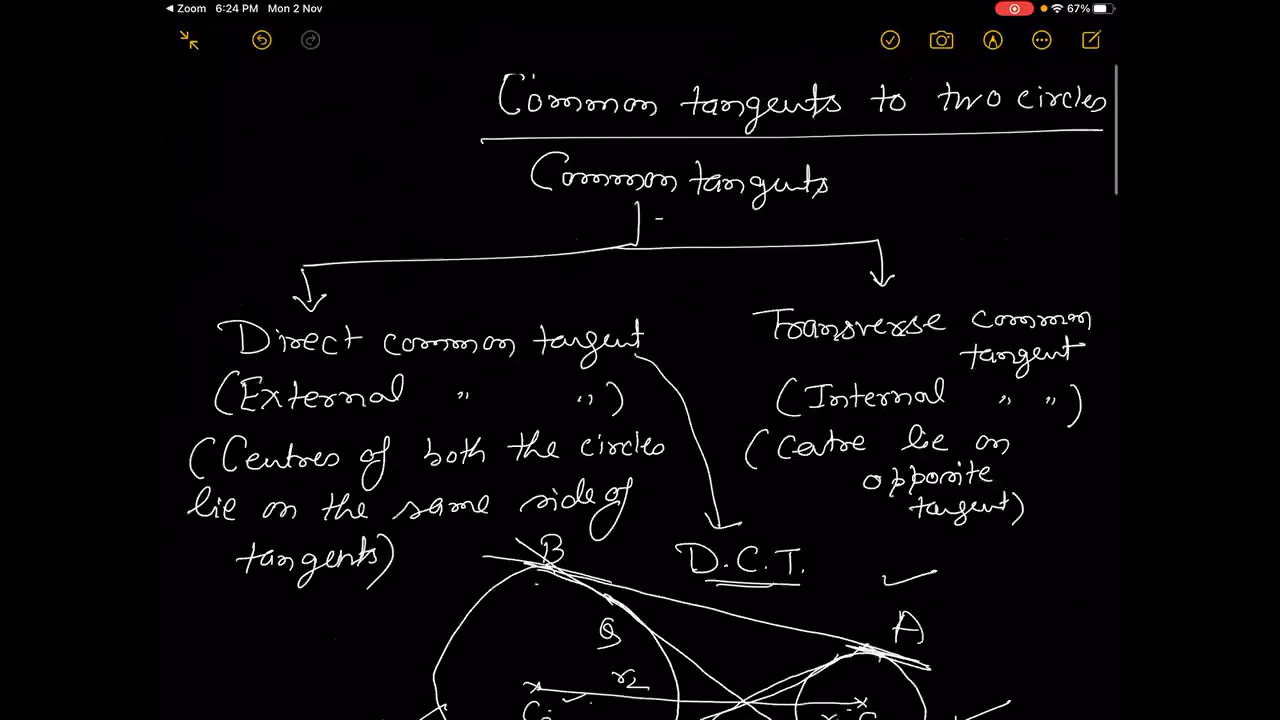 Zoom 6:24 PM Mon 2 Nov 67%
Common tangents to two circles
Common tangents
Direct common tangent
(External " ")
(Centres of both the circles
lie on the same side of
tangents)
Transverse common
tangent
(Internal " ")
(Centre lie on
opposite
tangent)
D.C.T.
B
A
Q
r2